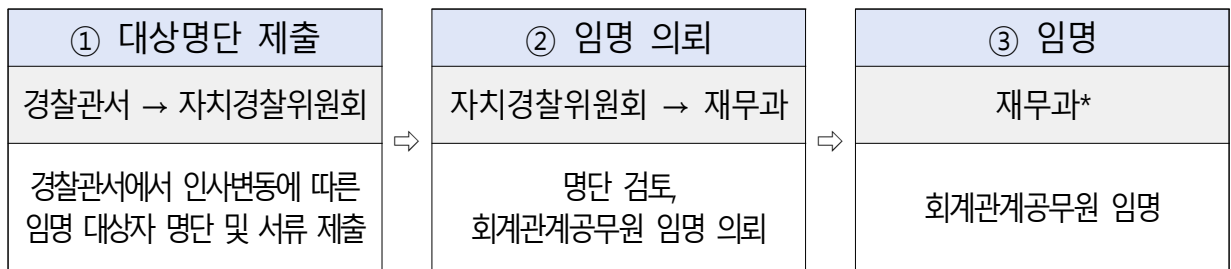 ① 대상명단 제출
경찰관서 → 자치경찰위원회
경찰관서에서 인사변동에 따른
임명 대상자 명단 및 서류 제출
⇨
② 임명 의뢰
자치경찰위원회 → 재무과
명단 검토,
회계관계공무원 임명 의뢰
⇨
③ 임명
재무과*
회계관계공무원 임명